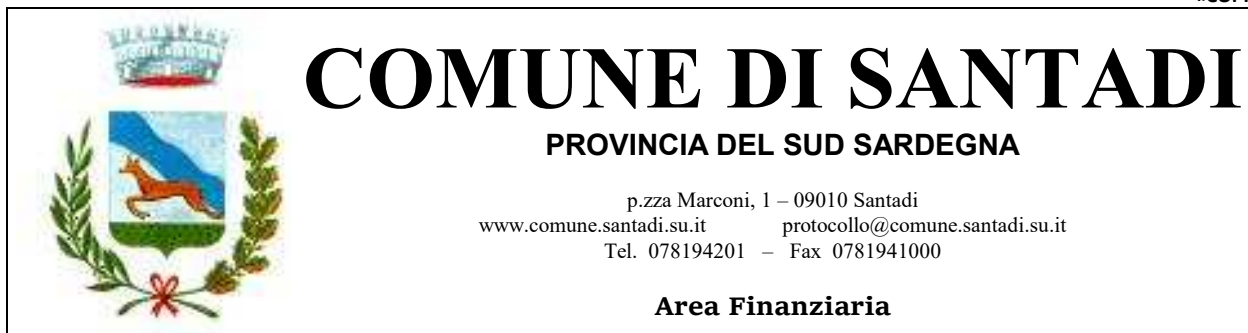 COMUNE DI SANTADI
PROVINCIA DEL SUD SARDEGNA
p.zza Marconi, 1 – 09010 Santadi
www.comune.santadi.su.it protocollo@comune.santadi.su.it
Tel. 078194201 – Fax 0781941000
Area Finanziaria